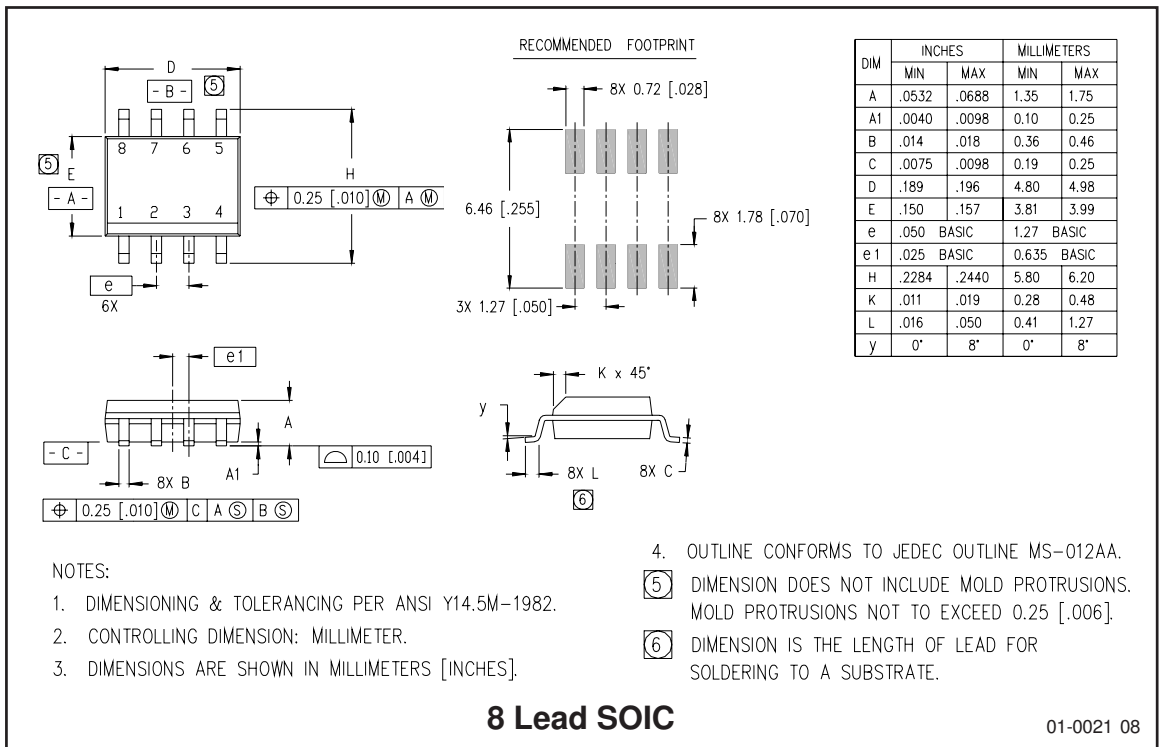 RECOMMENDED FOOTPRINT
D
- B -
5
8 7 6 5
5
E
- A -
1 2 3 4
H
⌖ 0.25 [.010] Ⓜ A Ⓜ
e
6X
8X 0.72 [.028]
6.46 [.255]
8X 1.78 [.070]
3X 1.27 [.050]
DIM INCHES MILLIMETERS
MIN MAX MIN MAX
A .0532 .0688 1.35 1.75
A1 .0040 .0098 0.10 0.25
B .014 .018 0.36 0.46
C .0075 .0098 0.19 0.25
D .189 .196 4.80 4.98
E .150 .157 3.81 3.99
e .050 BASIC 1.27 BASIC
e1 .025 BASIC 0.635 BASIC
H .2284 .2440 5.80 6.20
K .011 .019 0.28 0.48
L .016 .050 0.41 1.27
y 0° 8° 0° 8°
e1
A
- C -
A1
8X B
⌓ 0.10 [.004]
⌖ 0.25 [.010] Ⓜ C A Ⓢ B Ⓢ
K x 45°
y
8X L
6
8X C
NOTES:
1. DIMENSIONING & TOLERANCING PER ANSI Y14.5M-1982.
2. CONTROLLING DIMENSION: MILLIMETER.
3. DIMENSIONS ARE SHOWN IN MILLIMETERS [INCHES].
4. OUTLINE CONFORMS TO JEDEC OUTLINE MS-012AA.
5 DIMENSION DOES NOT INCLUDE MOLD PROTRUSIONS.
MOLD PROTRUSIONS NOT TO EXCEED 0.25 [.006].
6 DIMENSION IS THE LENGTH OF LEAD FOR
SOLDERING TO A SUBSTRATE.
8 Lead SOIC
01-0021 08